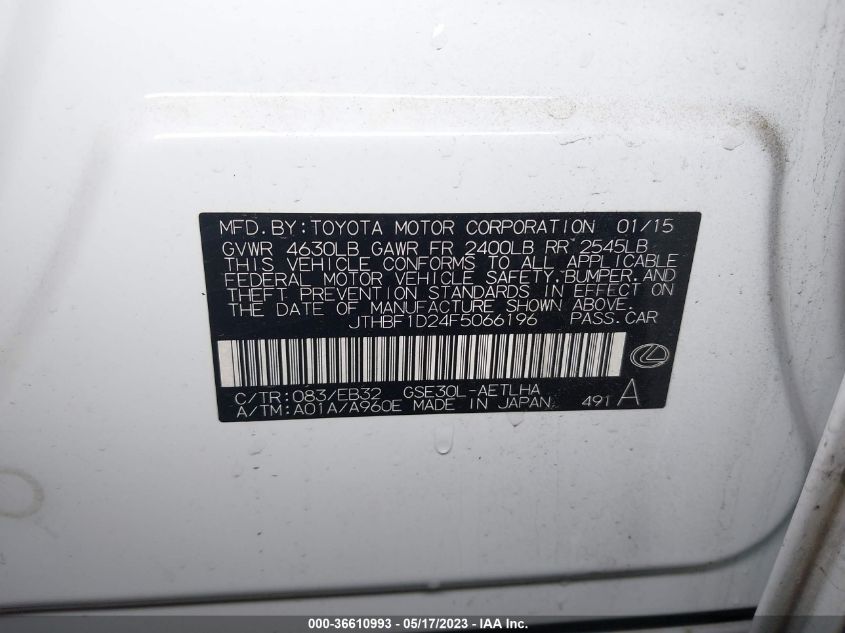 MFD.BY:TOYOTA MOTOR CORPORATION 01/15
GVWR 4630LB GAWR FR 2400LB RR 2545LB
THIS VEHICLE CONFORMS TO ALL APPLICABLE
FEDERAL MOTOR VEHICLE SAFETY,BUMPER,AND
THEFT PREVENTION STANDARDS IN EFFECT ON
THE DATE OF MANUFACTURE SHOWN ABOVE.
JTHBF1D24F5066196 PASS.CAR
C/TR:083/EB32 GSE30L-AETLHA
A/TM:A01A/A960E MADE IN JAPAN. 491 A
000-36610993 - 05/17/2023 - IAA Inc.